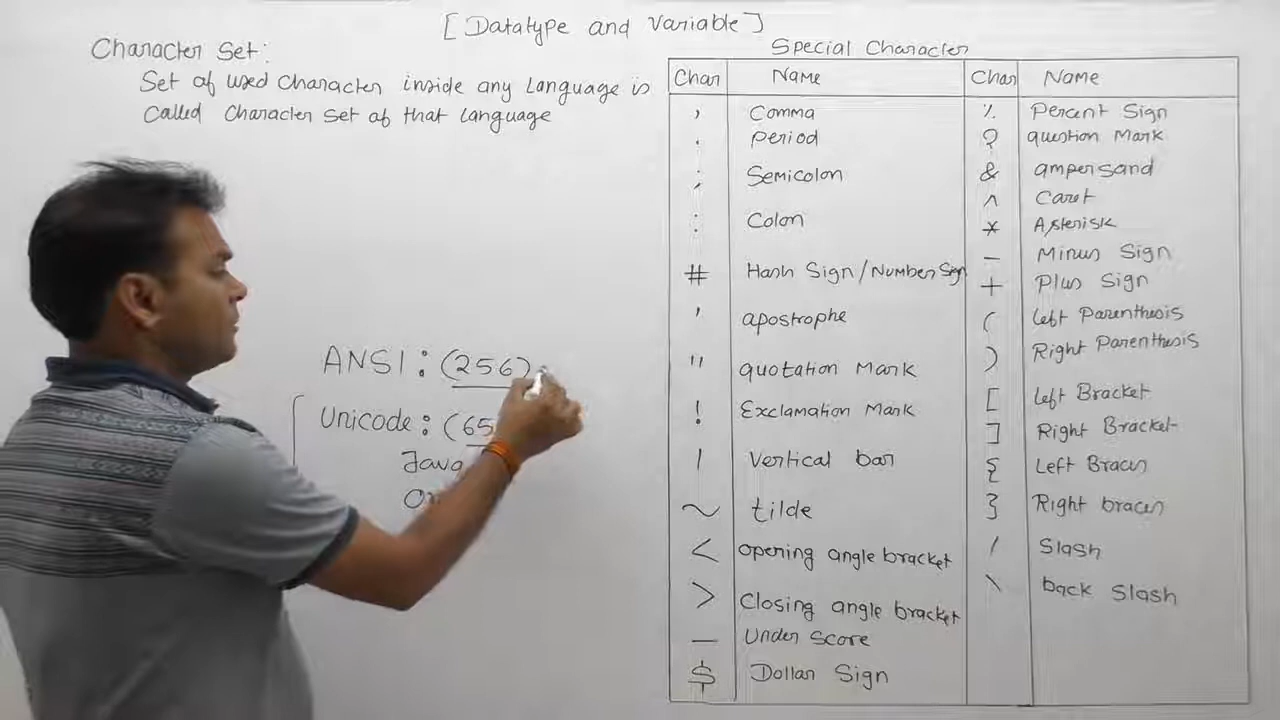 [Datatype and Variable]
Character Set:
Set of used Character inside any Language is
Called Character Set of that language
ANSI : (256)
Unicode : (65
Java
Special Character
Char Name Char Name
, Comma % Percent Sign
. Period ? question Mark
; Semicolon & ampersand
: Colon ^ Caret
* Asterisk
# Hash Sign/Number Sign - Minus Sign
+ Plus Sign
' apostrophe ( left Parenthesis
) Right Parenthesis
" quotation Mark [ left Bracket
! Exclamation Mark ] Right Bracket
| Vertical bar { Left Braces
~ tilde } Right braces
< opening angle bracket / Slash
> Closing angle bracket \ back Slash
_ Under Score
$ Dollar Sign